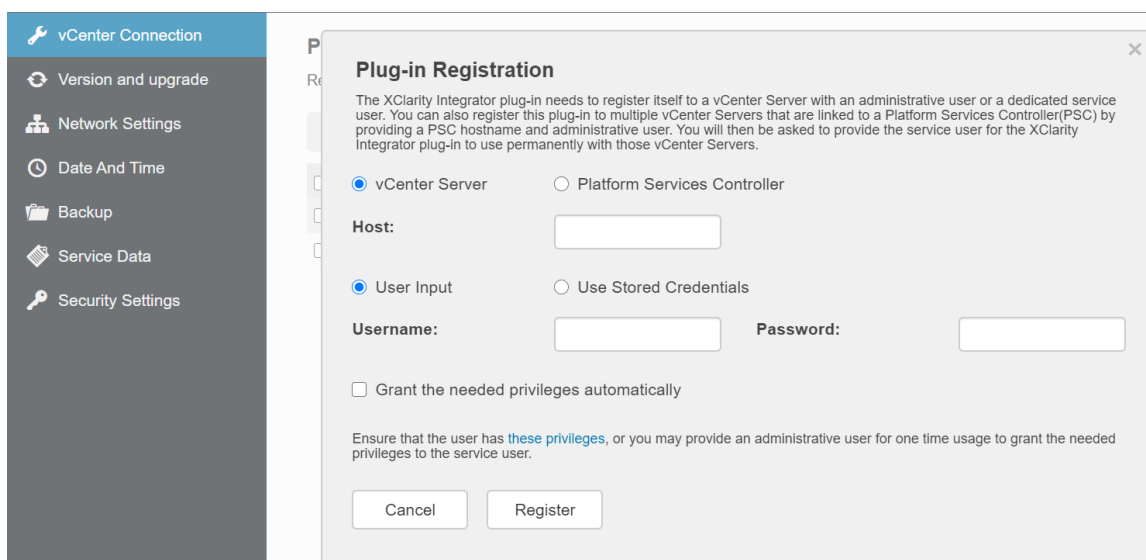 vCenter Connection
Version and upgrade
Network Settings
Date And Time
Backup
Service Data
Security Settings
P
Re
×
Plug-in Registration
The XClarity Integrator plug-in needs to register itself to a vCenter Server with an administrative user or a dedicated service
user. You can also register this plug-in to multiple vCenter Servers that are linked to a Platform Services Controller(PSC) by
providing a PSC hostname and administrative user. You will then be asked to provide the service user for the XClarity
Integrator plug-in to use permanently with those vCenter Servers.
vCenter Server Platform Services Controller
Host:
User Input Use Stored Credentials
Username: Password:
Grant the needed privileges automatically
Ensure that the user has these privileges, or you may provide an administrative user for one time usage to grant the needed
privileges to the service user.
Cancel Register